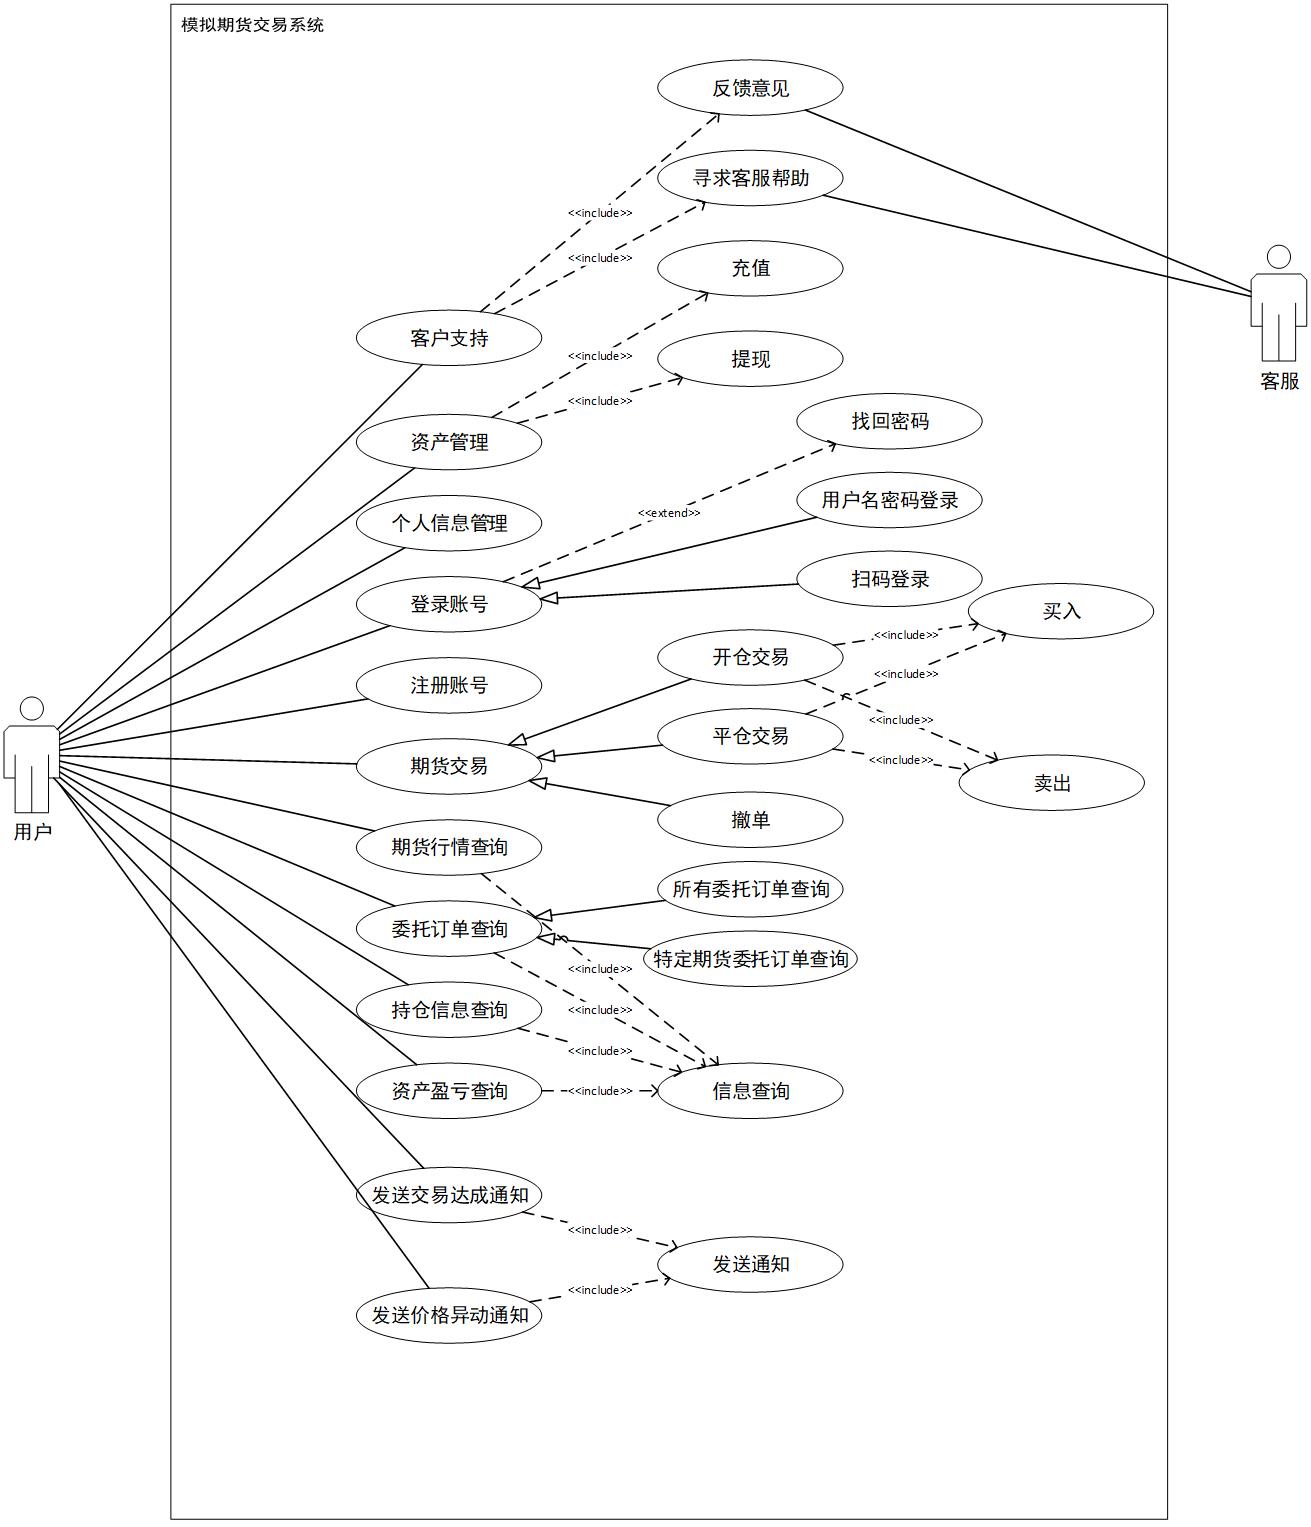 模拟期货交易系统
反馈意见
寻求客服帮助
<<include>>
<<include>>
充值
客户支持
<<include>>
提现
客服
<<include>>
找回密码
资产管理
用户名密码登录
<<extend>>
个人信息管理
扫码登录
登录账号
买入
<<include>>
开仓交易
<<include>>
注册账号
<<include>>
平仓交易
<<include>>
期货交易
卖出
撤单
用户
期货行情查询
所有委托订单查询
委托订单查询
特定期货委托订单查询
<<include>>
<<include>>
持仓信息查询
<<include>>
资产盈亏查询
<<include>>
信息查询
发送交易达成通知
<<include>>
发送通知
<<include>>
发送价格异动通知